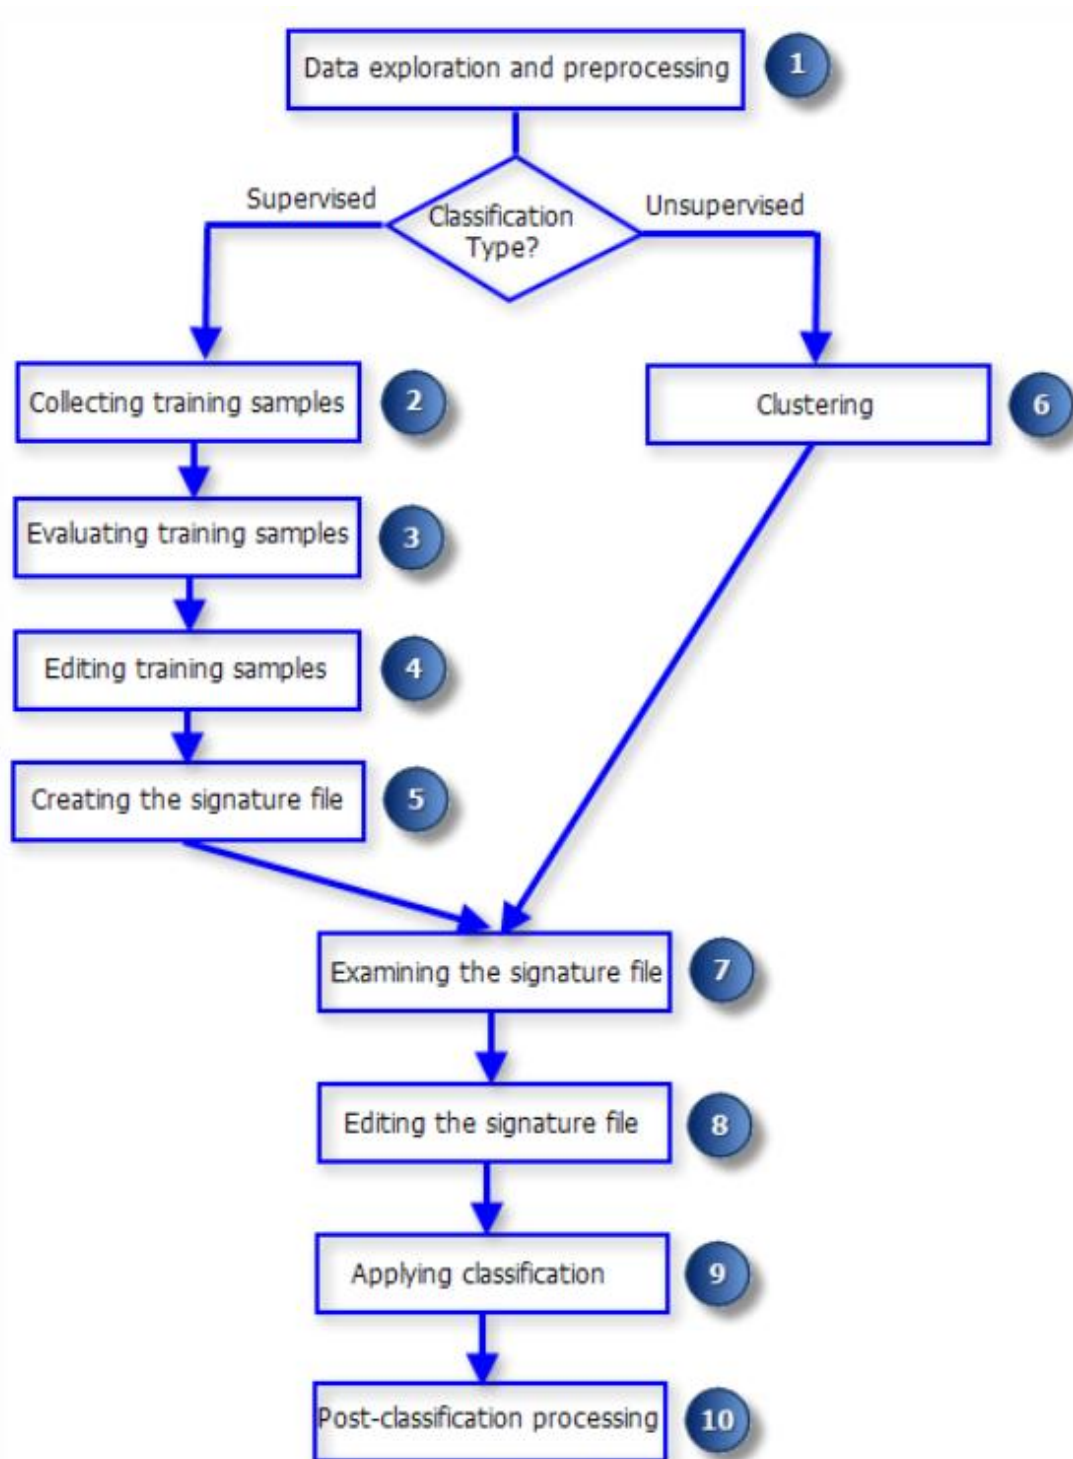 Data exploration and preprocessing
1
Supervised
Classification
Type?
Unsupervised
Collecting training samples
2
Clustering
6
Evaluating training samples
3
Editing training samples
4
Creating the signature file
5
Examining the signature file
7
Editing the signature file
8
Applying classification
9
Post-classification processing
10